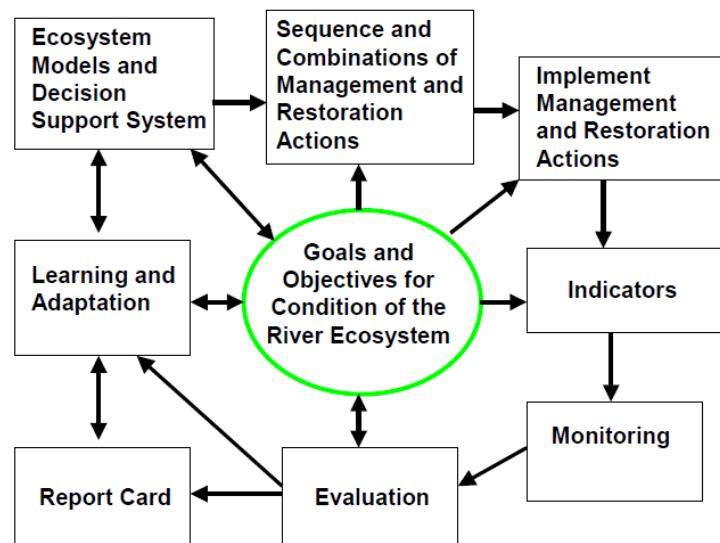 Ecosystem
Models and
Decision
Support System
Sequence and
Combinations of
Management and
Restoration
Actions
Implement
Management
and Restoration
Actions
Learning and
Adaptation
Goals and
Objectives for
Condition of the
River Ecosystem
Indicators
Report Card
Evaluation
Monitoring